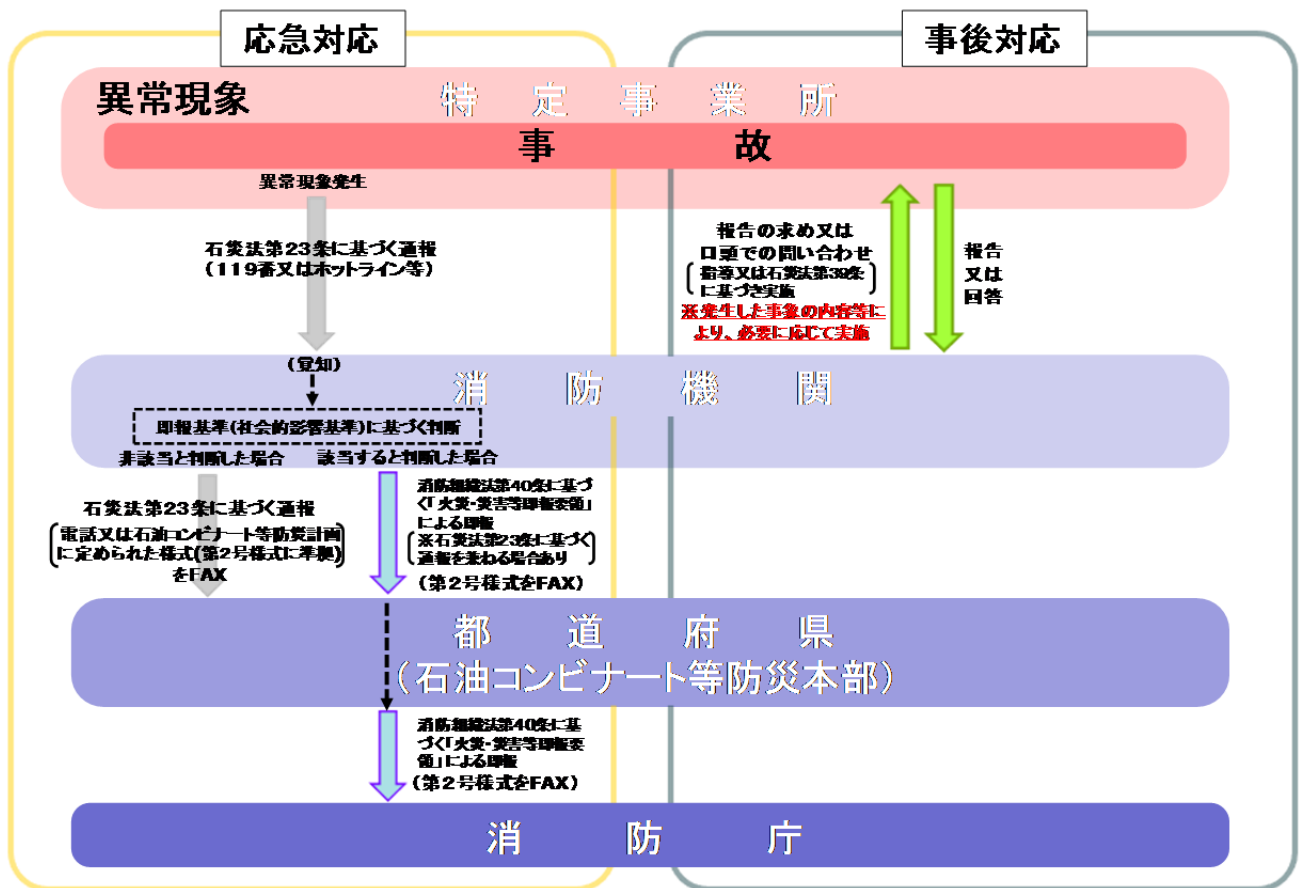 応急対応
事後対応
異常現象
特定事業所
事故
異常現象発生
石災法第23条に基づく通報
(119番又はホットライン等)
報告の求め又は
口頭での問い合わせ
指導又は石災法第39条
に基づき実施
※発生した事象の内容等に
より、必要に応じて実施
報告
又は
回答
(覚知)
消防機関
即報基準(社会的影響基準)に基づく判断
非該当と判断した場合
該当すると判断した場合
石災法第23条に基づく通報
電話又は石油コンビナート等防災計画
に定められた様式(第2号様式に準拠)
をFAX
消防組織法第40条に基づ
く「火災・災害等即報要領」
による即報
※石災法第23条に基づく
通報を兼ねる場合あり
(第2号様式をFAX)
都道府県
(石油コンビナート等防災本部)
消防組織法第40条に基
づく「火災・災害等即報要
領」による即報
(第2号様式をFAX)
消防庁